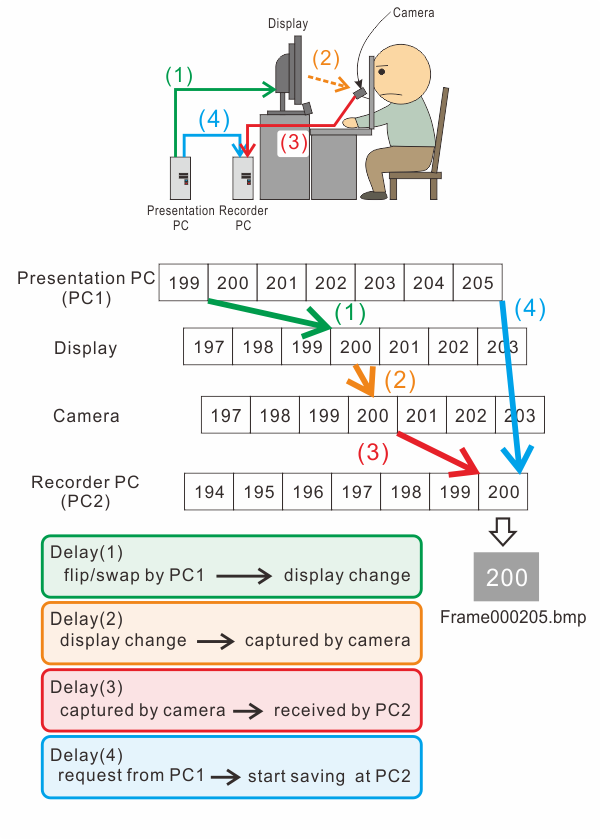 Camera
Display
(2)
(1)
(4)
(3)
Presentation PC
Recorder PC
Presentation PC (PC1)
199 200 201 202 203 204 205
(1)
(4)
Display
197 198 199 200 201 202 203
(2)
Camera
197 198 199 200 201 202 203
(3)
Recorder PC (PC2)
194 195 196 197 198 199 200
200
Frame000205.bmp
Delay(1)
flip/swap by PC1 → display change
Delay(2)
display change → captured by camera
Delay(3)
captured by camera → received by PC2
Delay(4)
request from PC1 → start saving at PC2